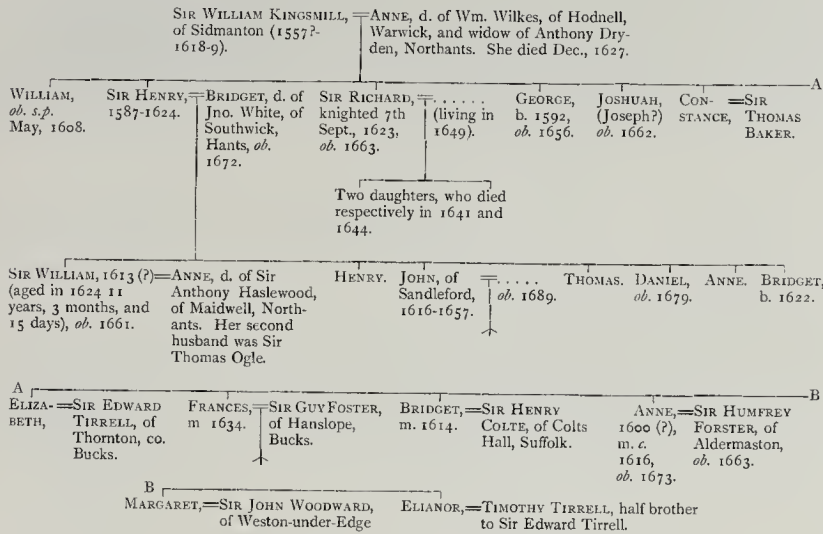 SIR WILLIAM KINGSMILL,
of Sidmanton (1557?-
1618-9).
ANNE, d. of Wm. Wilkes, of Hodnell,
Warwick, and widow of Anthony Dry-
den, Northants. She died Dec., 1627.
A
WILLIAM,
ob. s.p.
May, 1608.
SIR HENRY,
1587-1624.
BRIDGET, d. of
Jno. White, of
Southwick,
Hants, ob.
1672.
SIR RICHARD,
knighted 7th
Sept., 1623,
ob. 1663.
. . . . . .
(living in
1649).
GEORGE,
b. 1592,
ob. 1656.
JOSHUAH,
(Joseph?)
ob. 1662.
CON-
STANCE,
=SIR
THOMAS
BAKER.
Two daughters, who died
respectively in 1641 and
1644.
SIR WILLIAM, 1613 (?)
(aged in 1624 11
years, 3 months, and
15 days), ob. 1661.
=ANNE, d. of Sir
Anthony Haslewood,
of Maidwell, North-
ants. Her second
husband was Sir
Thomas Ogle.
HENRY.
JOHN, of
Sandleford,
1616-1657.
. . . . .
ob. 1689.
THOMAS.
DANIEL,
ob. 1679.
ANNE.
BRIDGET,
b. 1622.
A
B
ELIZA-
BETH,
=SIR EDWARD
TIRRELL, of
Thornton, co.
Bucks.
FRANCES,
m 1634.
SIR GUY FOSTER,
of Hanslope,
Bucks.
BRIDGET,
m. 1614.
=SIR HENRY
COLTE, of Colts
Hall, Suffolk.
ANNE,
1600 (?),
m. c.
1616,
ob. 1673.
=SIR HUMFREY
FORSTER, of
Aldermaston,
ob. 1663.
B
MARGARET,
=SIR JOHN WOODWARD,
of Weston-under-Edge
ELIANOR,
=TIMOTHY TIRRELL, half brother
to Sir Edward Tirrell.